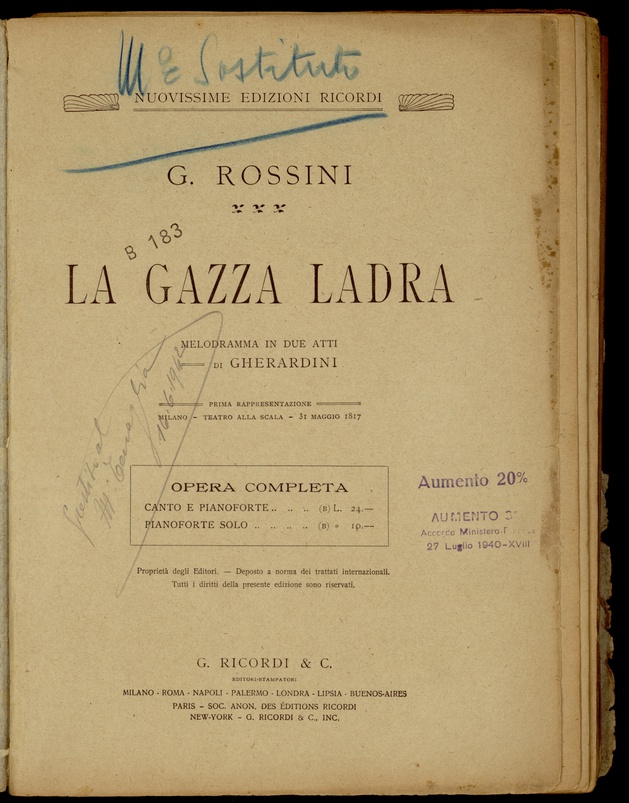 Mo Sostituto
NUOVISSIME EDIZIONI RICORDI
G. ROSSINI
B 183
LA GAZZA LADRA
MELODRAMMA IN DUE ATTI
DI GHERARDINI
PRIMA RAPPRESENTAZIONE
MILANO – TEATRO ALLA SCALA – 31 MAGGIO 1817
OPERA COMPLETA
CANTO E PIANOFORTE .. .. .. (B) L. 24.—
PIANOFORTE SOLO .. .. .. .. (B) » 10.—
Aumento 20%
AUMENTO
Accordo Ministero
27 Luglio 1940-XVIII
Proprietà degli Editori. — Deposto a norma dei trattati internazionali.
Tutti i diritti della presente edizione sono riservati.
G. RICORDI & C.
EDITORI-STAMPATORI
MILANO - ROMA - NAPOLI - PALERMO - LONDRA - LIPSIA - BUENOS-AIRES
PARIS – SOC. ANON. DES ÉDITIONS RICORDI
NEW-YORK – G. RICORDI & C., INC.